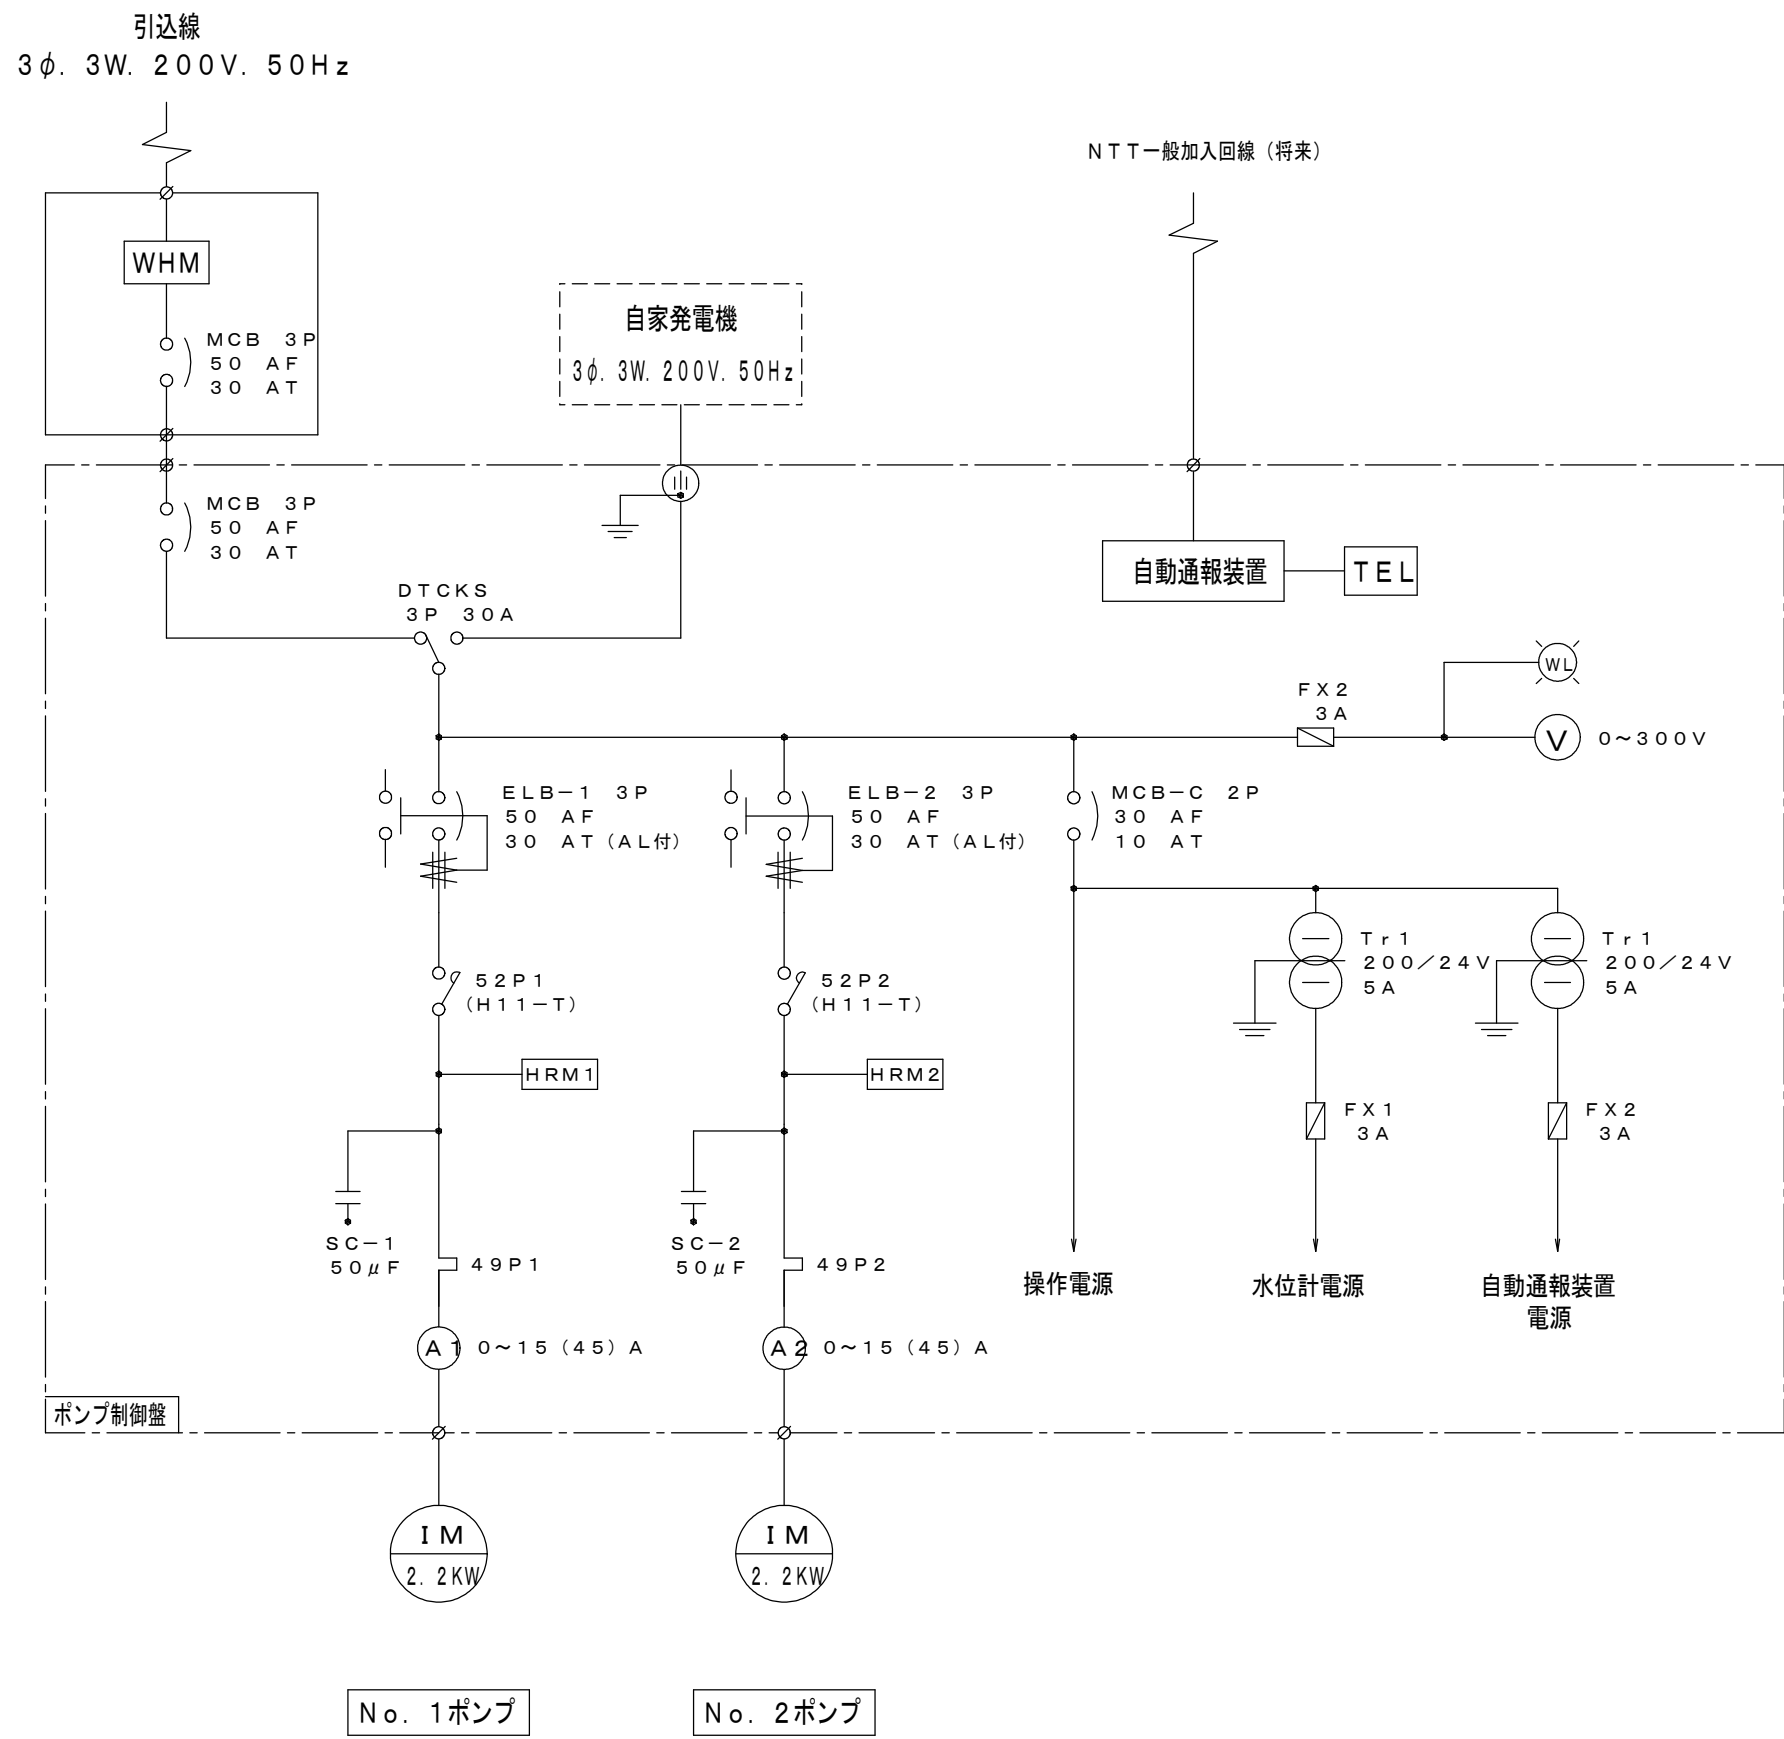 引込線
3φ. 3W. 200V. 50Hz
NTT一般加入回線（将来）
WHM
MCB 3P
50 AF
30 AT
自家発電機
3φ. 3W. 200V. 50Hz
MCB 3P
50 AF
30 AT
自動通報装置
TEL
DTCKS
3P 30A
WL
FX2
3A
V
0～300V
ELB－1 3P
50 AF
30 AT（AL付）
ELB－2 3P
50 AF
30 AT（AL付）
MCB－C 2P
30 AF
10 AT
Tr1
200／24V
5A
Tr1
200／24V
5A
52P1
（H11－T）
52P2
（H11－T）
HRM1
HRM2
FX1
3A
FX2
3A
SC－1
50μF
49P1
SC－2
50μF
49P2
操作電源
水位計電源
自動通報装置
電源
A1
0～15（45）A
A2
0～15（45）A
ポンプ制御盤
IM
2. 2KW
IM
2. 2KW
No. 1ポンプ
No. 2ポンプ